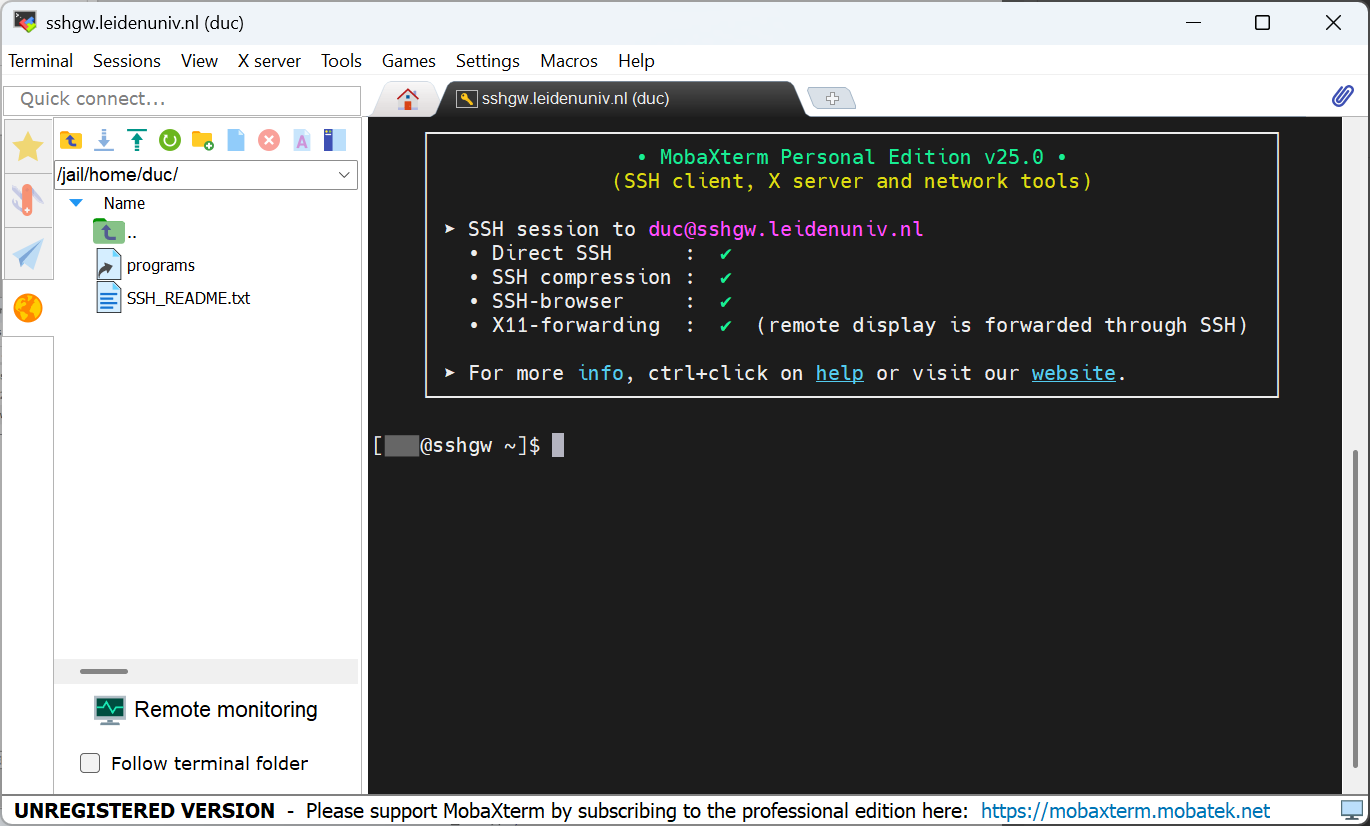 sshgw.leidenuniv.nl (duc)
Terminal Sessions View X server Tools Games Settings Macros Help
Quick connect...
sshgw.leidenuniv.nl (duc)
/jail/home/duc/
Name
..
programs
SSH_README.txt
Remote monitoring
Follow terminal folder
• MobaXterm Personal Edition v25.0 •
(SSH client, X server and network tools)
➤ SSH session to duc@sshgw.leidenuniv.nl
• Direct SSH : ✔
• SSH compression : ✔
• SSH-browser : ✔
• X11-forwarding : ✔ (remote display is forwarded through SSH)
➤ For more info, ctrl+click on help or visit our website.
[@sshgw ~]$
UNREGISTERED VERSION - Please support MobaXterm by subscribing to the professional edition here: https://mobaxterm.mobatek.net